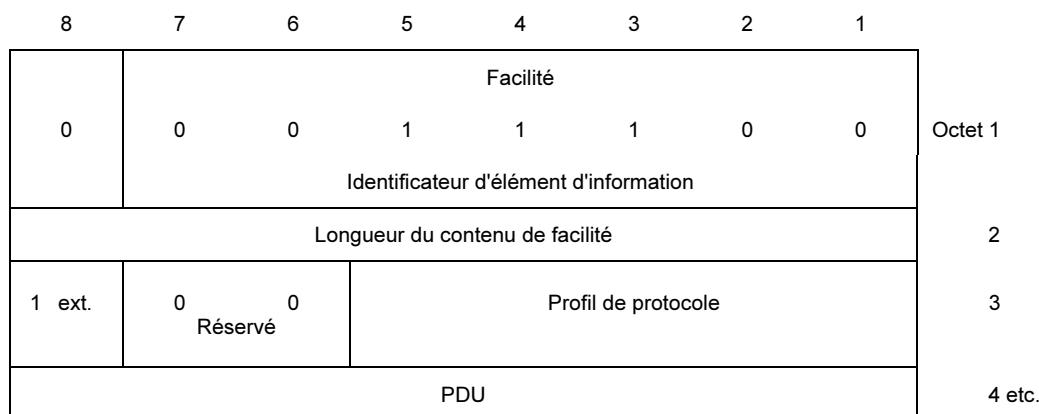 8 7 6 5 4 3 2 1
Facilité
0 0 0 1 1 1 0 0 Octet 1
Identificateur d'élément d'information
Longueur du contenu de facilité 2
1 ext. 0 0 Profil de protocole 3
Réservé
PDU 4 etc.